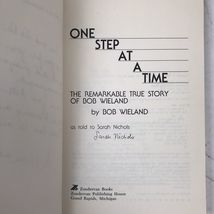 ONE
STEP
AT
A
TIME
THE REMARKABLE TRUE STORY
OF BOB WIELAND
by BOB WIELAND
as told to Sarah Nichols
Sarah Nichols
Zondervan Books
Zondervan Publishing House
Grand Rapids, Michigan